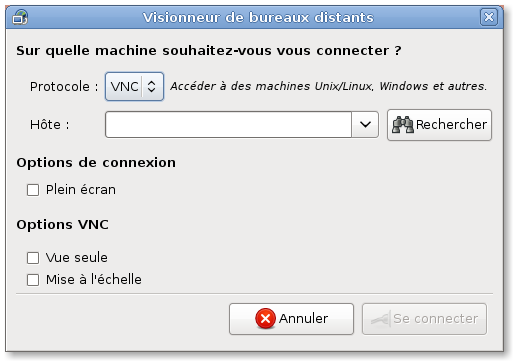 Visionneur de bureaux distants
Sur quelle machine souhaitez-vous vous connecter ?
Protocole : VNC Accéder à des machines Unix/Linux, Windows et autres.
Hôte : Rechercher
Options de connexion
Plein écran
Options VNC
Vue seule
Mise à l'échelle
Annuler Se connecter